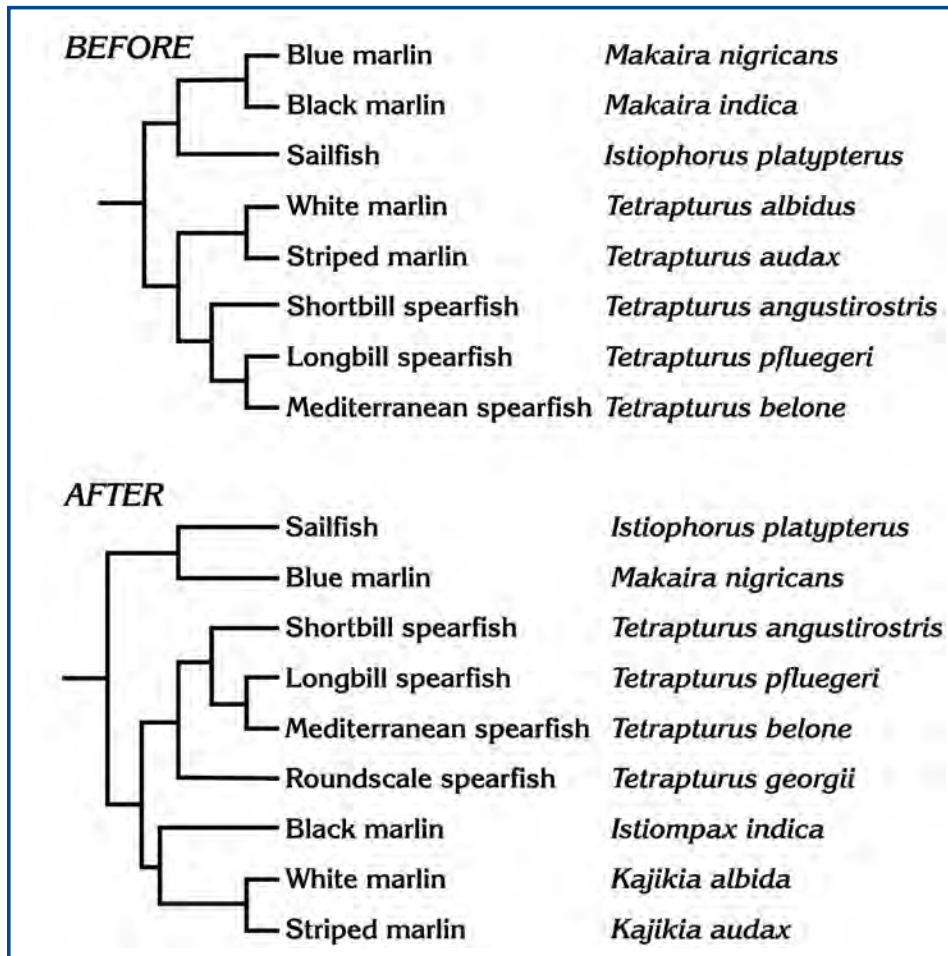 BEFORE
Blue marlin Makaira nigricans
Black marlin Makaira indica
Sailfish Istiophorus platypterus
White marlin Tetrapturus albidus
Striped marlin Tetrapturus audax
Shortbill spearfish Tetrapturus angustirostris
Longbill spearfish Tetrapturus pfluegeri
Mediterranean spearfish Tetrapturus belone
AFTER
Sailfish Istiophorus platypterus
Blue marlin Makaira nigricans
Shortbill spearfish Tetrapturus angustirostris
Longbill spearfish Tetrapturus pfluegeri
Mediterranean spearfish Tetrapturus belone
Roundscale spearfish Tetrapturus georgii
Black marlin Istiompax indica
White marlin Kajikia albida
Striped marlin Kajikia audax